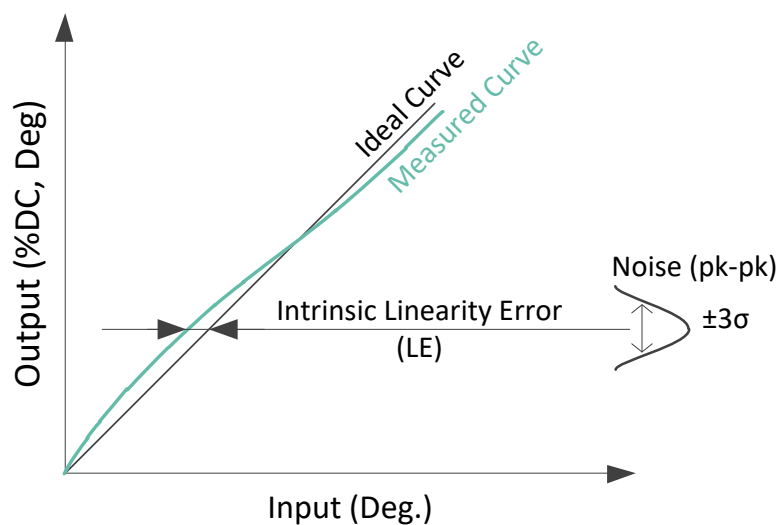 Ideal Curve
Measured Curve
Output (%DC, Deg)
Noise (pk-pk)
±3σ
Intrinsic Linearity Error
(LE)
Input (Deg.)